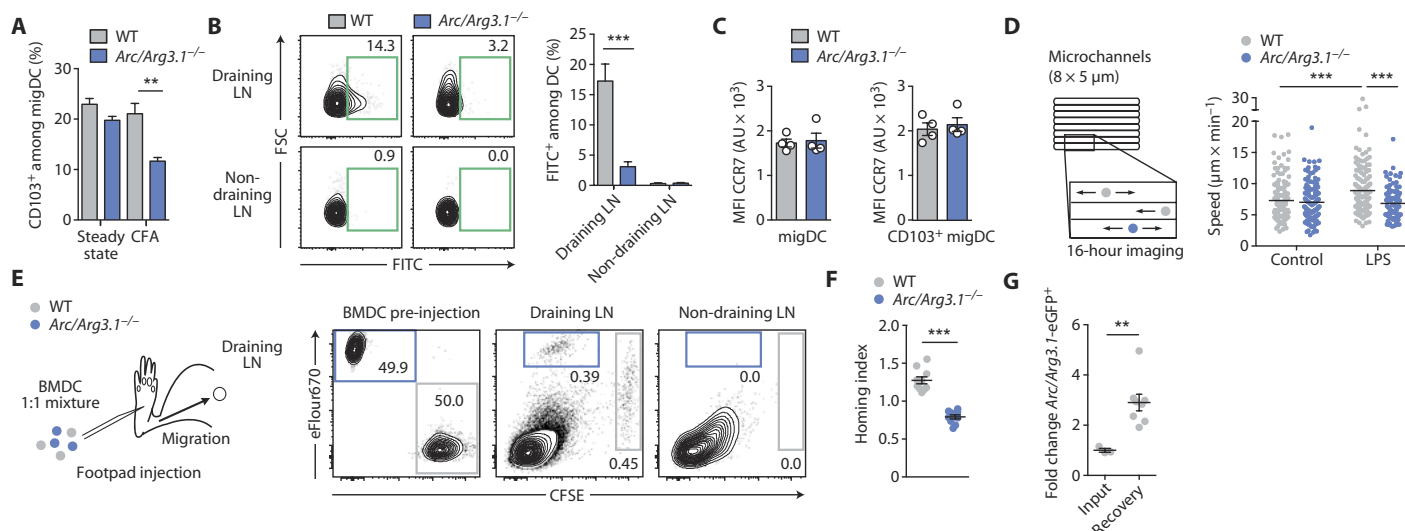 A
WT
Arc/Arg3.1–/–
CD103+ among migDC (%)
30
20
10
0
**
Steady state
CFA
B
WT
Arc/Arg3.1–/–
Draining LN
Non-draining LN
FSC
14.3
3.2
0.9
0.0
FITC
FITC+ among DC (%)
25
20
15
10
5
0
***
Draining LN
Non-draining LN
C
WT
Arc/Arg3.1–/–
MFI CCR7 (AU × 10³)
3
2
1
0
migDC
MFI CCR7 (AU × 10³)
3
2
1
0
CD103+ migDC
D
Microchannels
(8 × 5 μm)
16-hour imaging
WT
Arc/Arg3.1–/–
*** ***
Speed (μm × min−1)
30
20
15
10
5
0
Control
LPS
E
WT
Arc/Arg3.1–/–
Draining LN
BMDC
1:1 mixture
Migration
Footpad injection
BMDC pre-injection
Draining LN
Non-draining LN
eFlour670
49.9
50.0
0.39
0.45
0.0
0.0
CFSE
F
WT
Arc/Arg3.1–/–
Homing index
2.0
1.5
1.0
0.5
0.0
***
G
Fold change Arc/Arg3.1-eGFP+
6
4
2
0
**
Input
Recovery